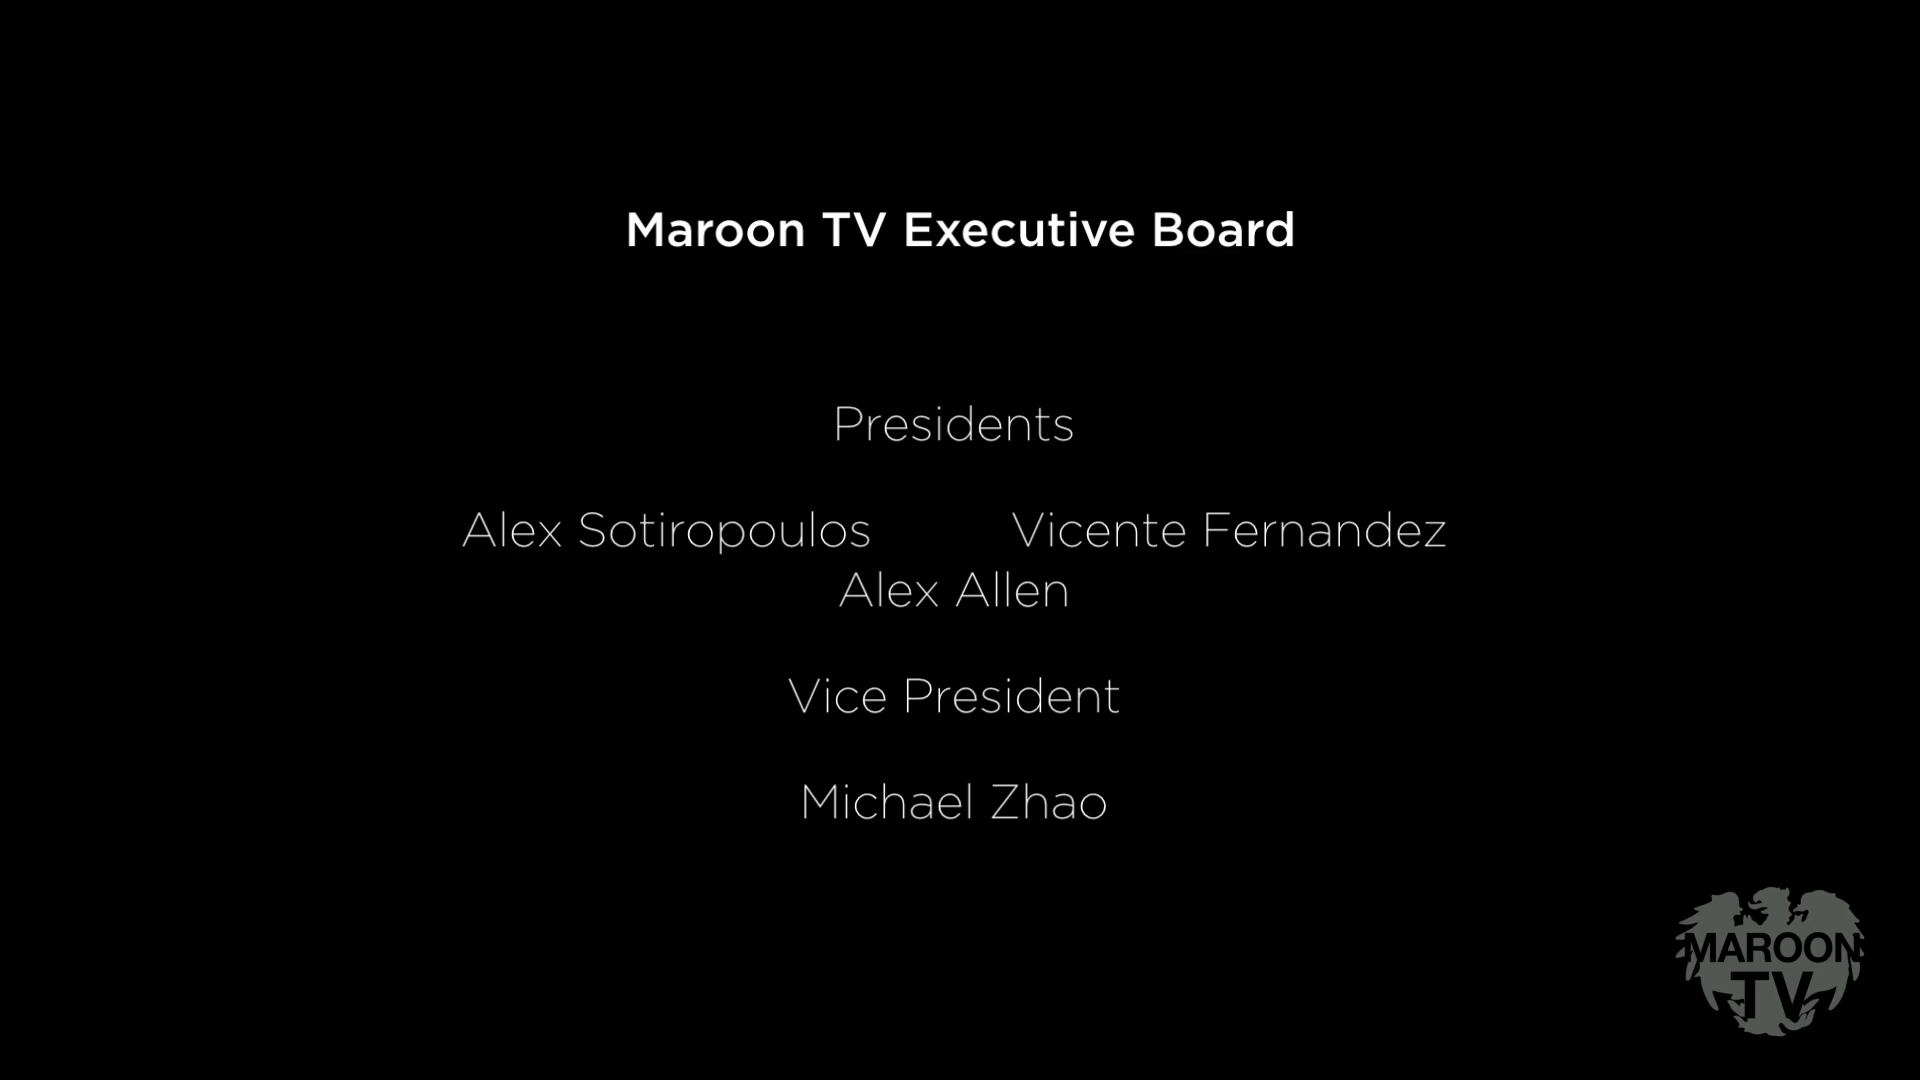 Maroon TV Executive Board
Presidents
Alex Sotiropoulos Vicente Fernandez
Alex Allen
Vice President
Michael Zhao
MAROON
TV